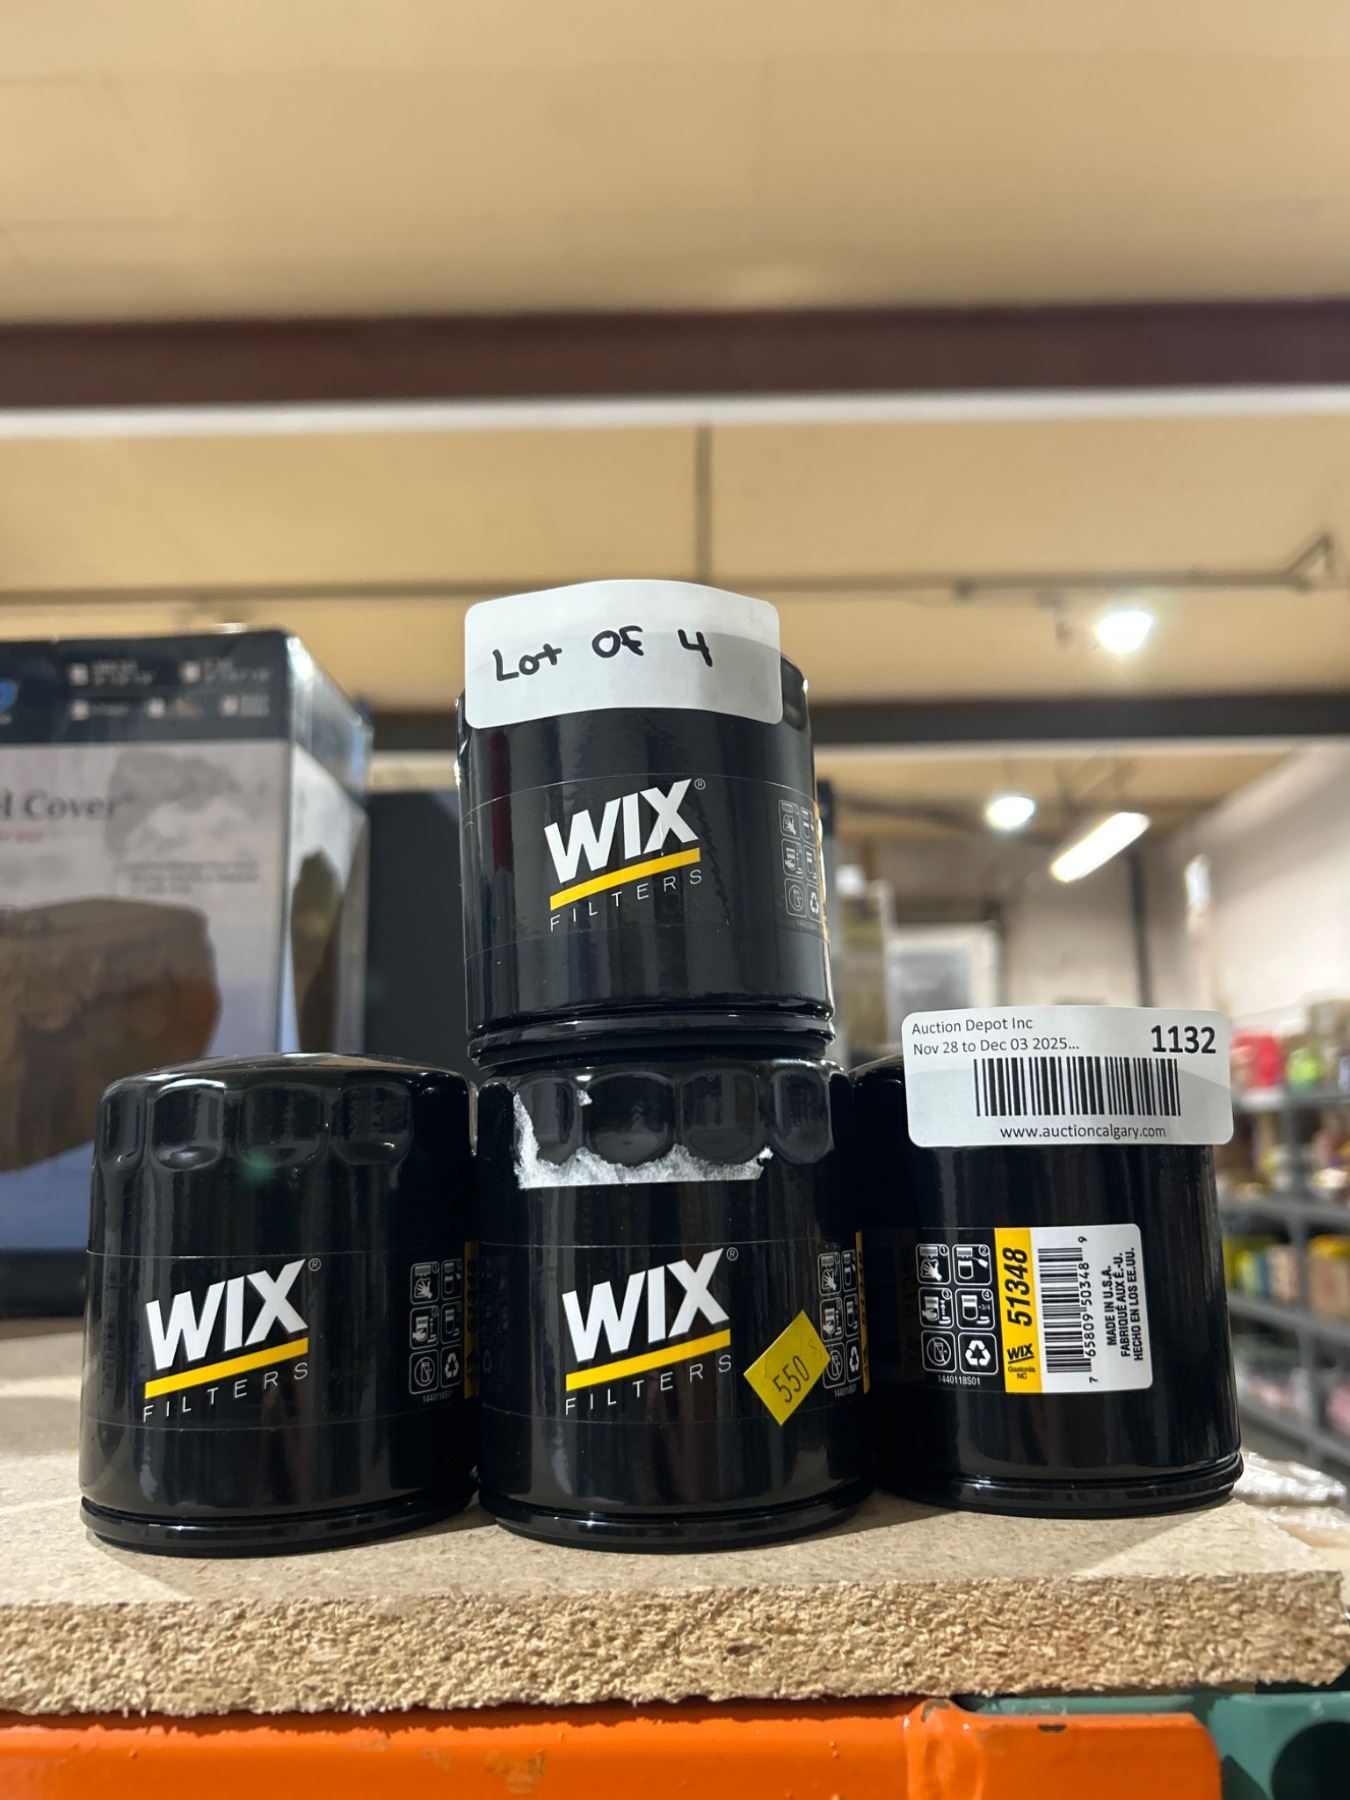 Lot OF 4
WIX®
FILTERS
l Cover
Auction Depot Inc
Nov 28 to Dec 03 2025...
1132
www.auctioncalgary.com
WIX®
FILTERS
1440118S01
WIX®
FILTERS
550
1440118S01
51348
WIX
Gastonia
NC
7 65809 50348 9
MADE IN U.S.A.
FABRIQUÉ AUX É.-U.
HECHO EN LOS EE.UU.